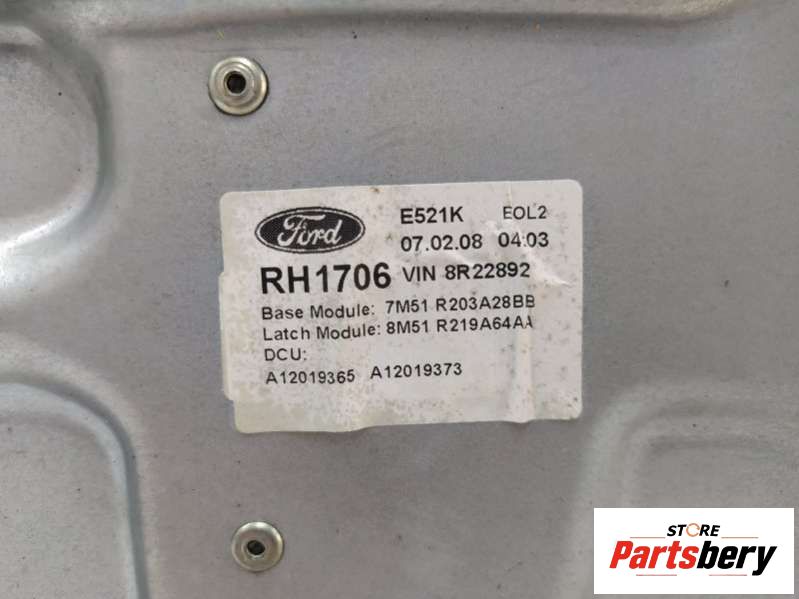 Ford
E521K EOL2
07.02.08 04:03
RH1706 VIN 8R22892
Base Module: 7M51 R203A28BB
Latch Module: 8M51 R219A64AA
DCU:
A12019365 A12019373
STORE
Partsbery